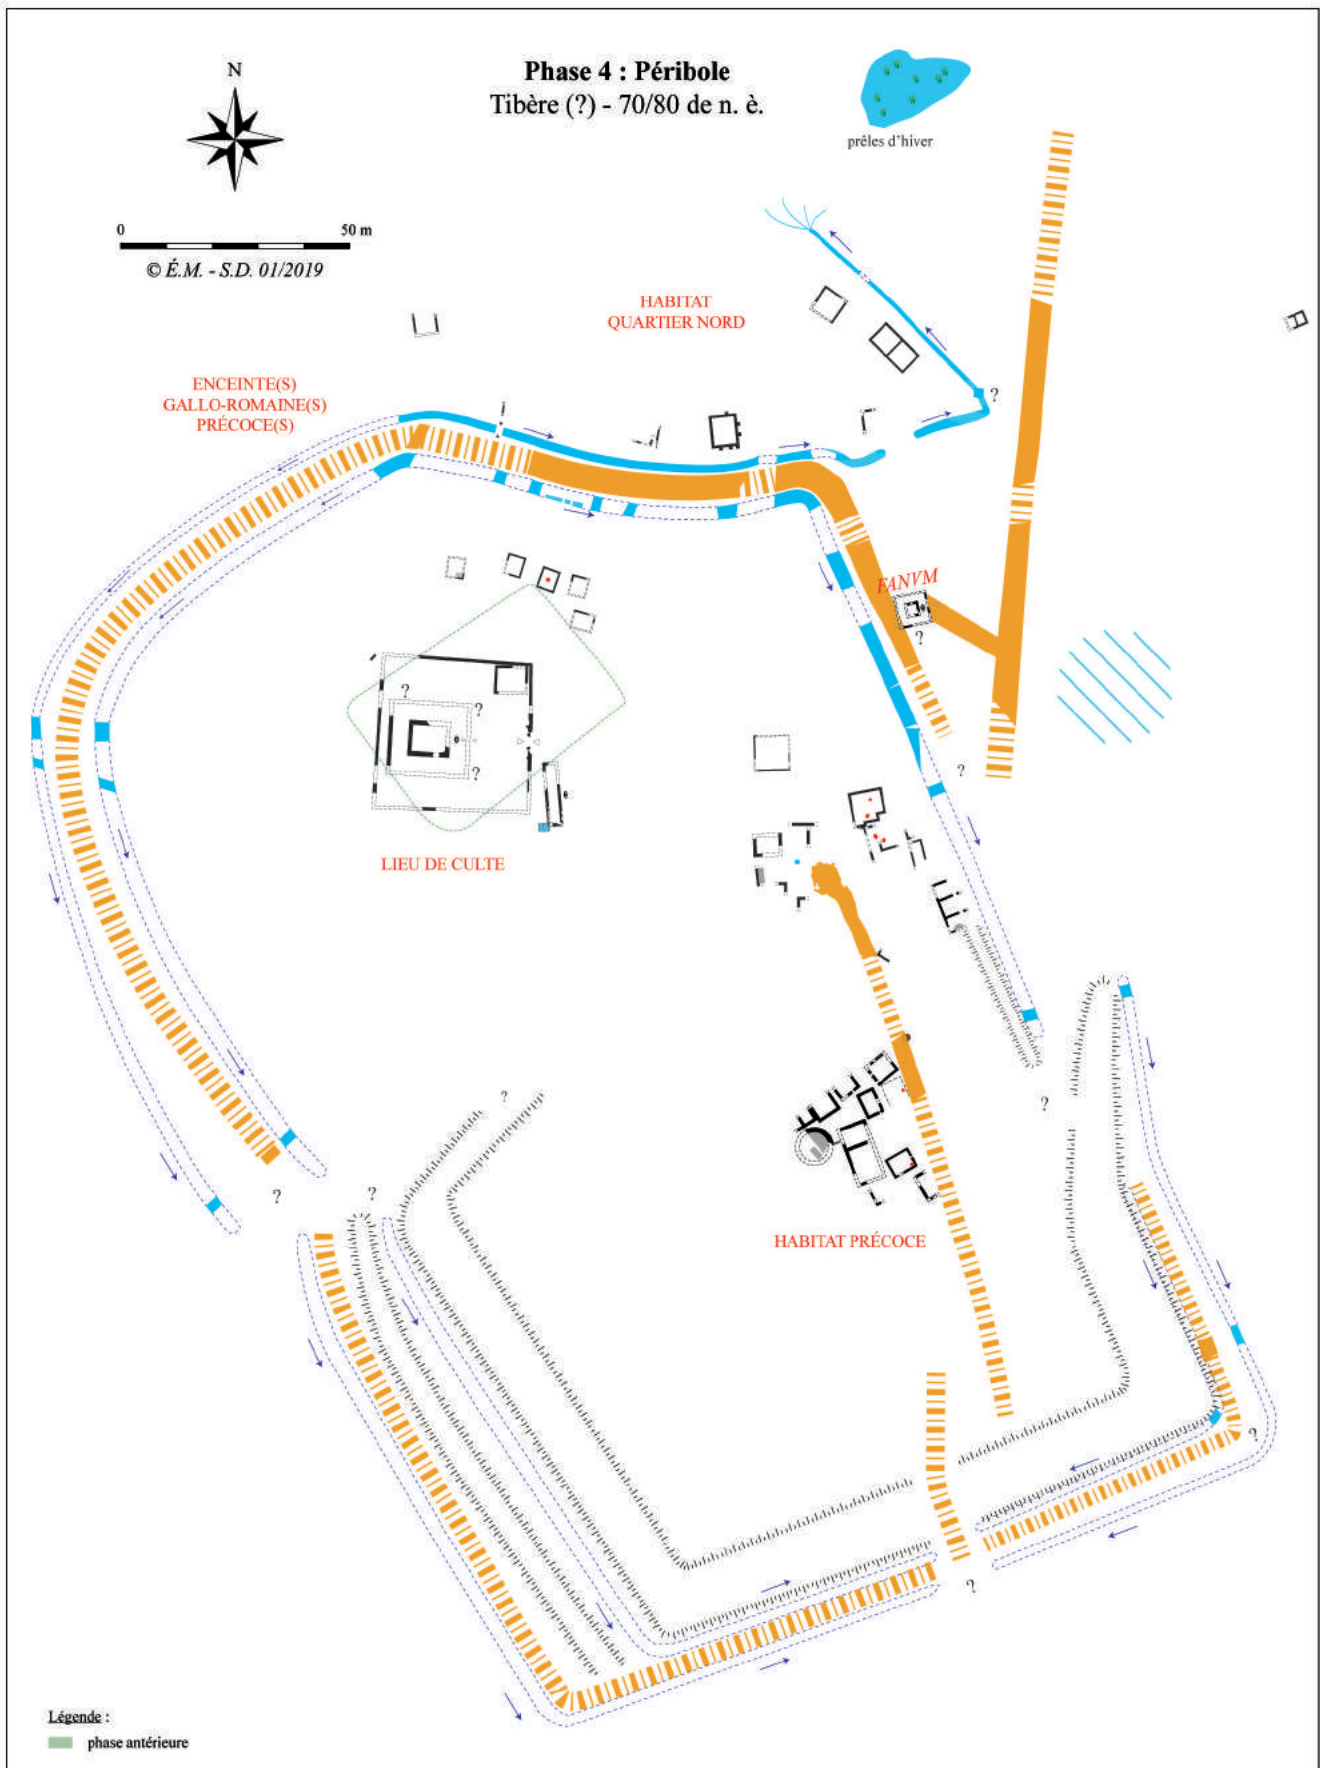 Phase 4 : Péribole
Tibère (?) - 70/80 de n. è.
N
0 50 m
© É.M. - S.D. 01/2019
prêles d'hiver
HABITAT
QUARTIER NORD
ENCEINTE(S)
GALLO-ROMAINE(S)
PRÉCOCE(S)
?
FANVM
?
?
?
?
?
LIEU DE CULTE
?
?
?
?
HABITAT PRÉCOCE
?
?
?
Légende :
phase antérieure